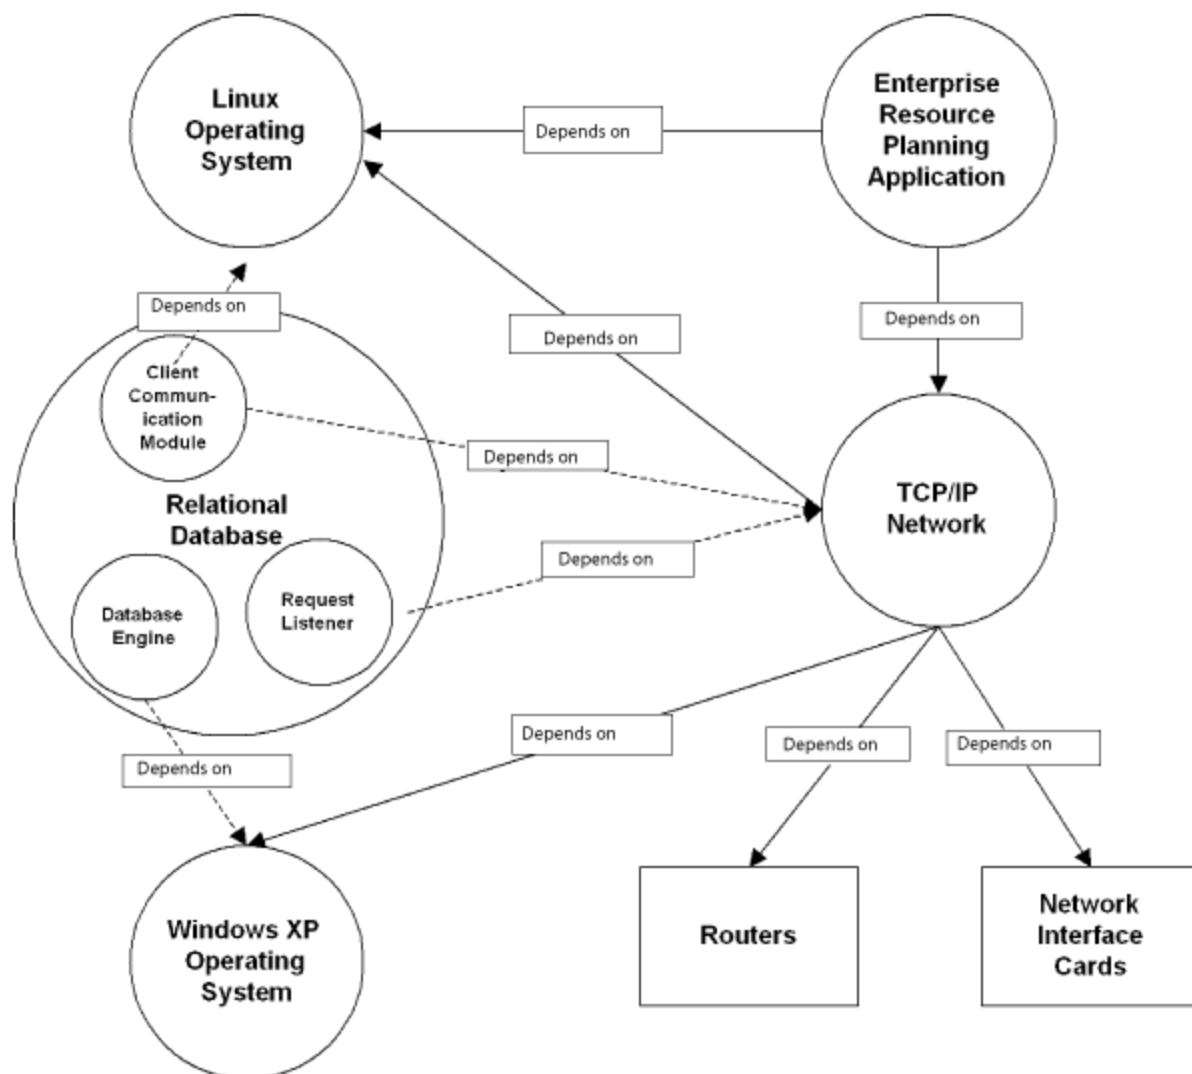 Linux
Operating
System
Depends on
Enterprise
Resource
Planning
Application
Depends on
Depends on
Depends on
Client
Commun-
ication
Module
Depends on
Relational
Database
TCP/IP
Network
Depends on
Request
Listener
Database
Engine
Depends on
Depends on
Depends on
Depends on
Windows XP
Operating
System
Routers
Network
Interface
Cards